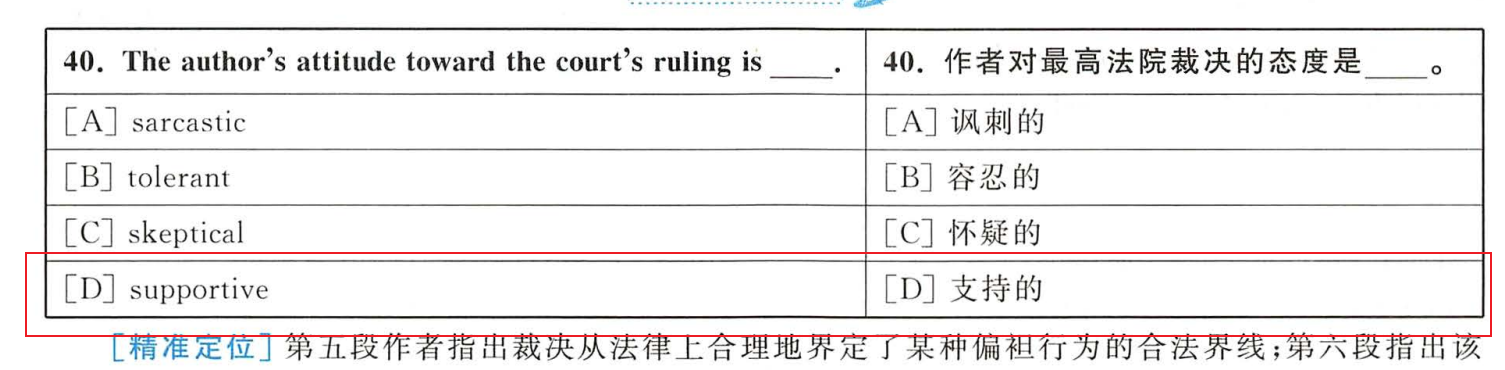 40. The author's attitude toward the court's ruling is ____. 40. 作者对最高法院裁决的态度是____。
[A] sarcastic [A] 讽刺的
[B] tolerant [B] 容忍的
[C] skeptical [C] 怀疑的
[D] supportive [D] 支持的
[精准定位] 第五段作者指出裁决从法律上合理地界定了某种偏袒行为的合法界线;第六段指出该